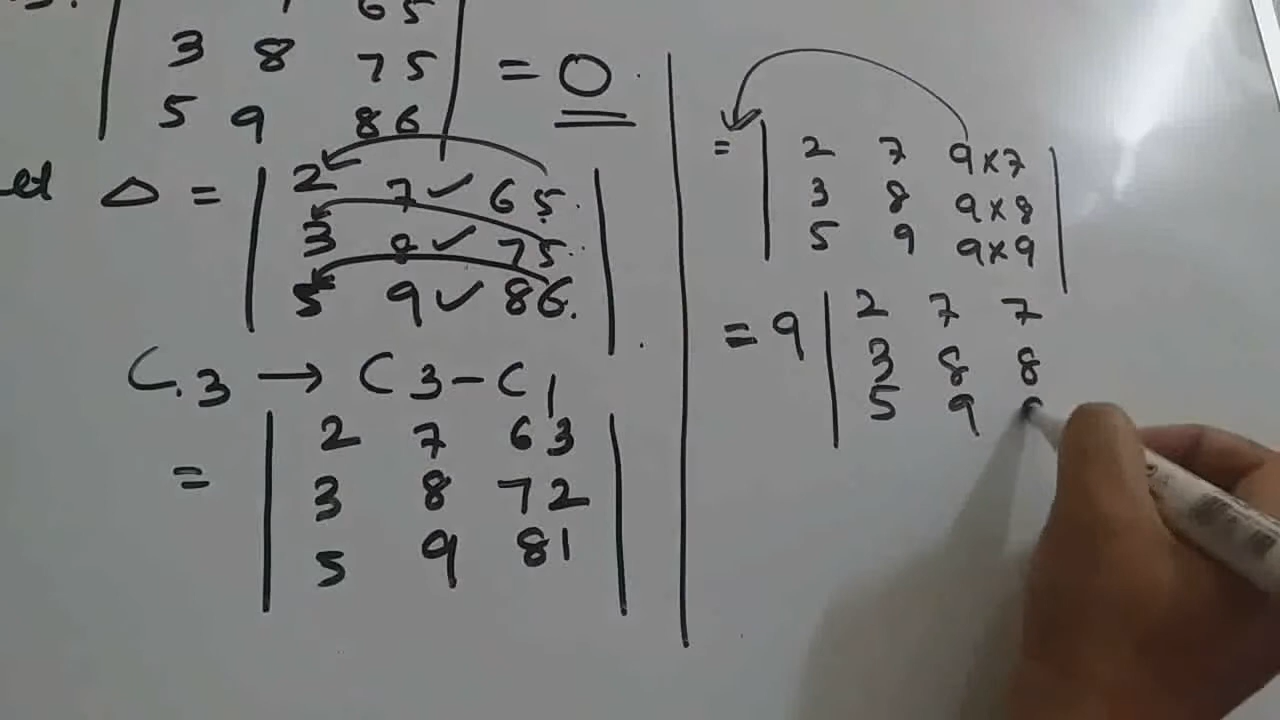 65
3 8 75 = 0
5 9 86
et Δ = | 2 7 ✓ 65 |
3 8 ✓ 75
5 9 ✓ 86
C3 → C3 - C1
= | 2 7 63 |
3 8 72
5 9 81
= | 2 7 9×7 |
3 8 9×8
5 9 9×9
= 9 | 2 7 7
3 8 8
5 9